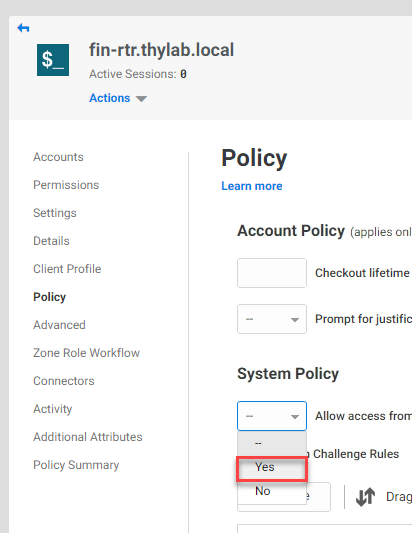 $_
fin-rtr.thylab.local
Active Sessions: 0
Actions
Accounts
Permissions
Settings
Details
Client Profile
Policy
Advanced
Zone Role Workflow
Connectors
Activity
Additional Attributes
Policy Summary
Policy
Learn more
Account Policy (applies onl
Checkout lifetime
-- Prompt for justific
System Policy
-- Allow access from
--
Challenge Rules
Yes
No
Drag